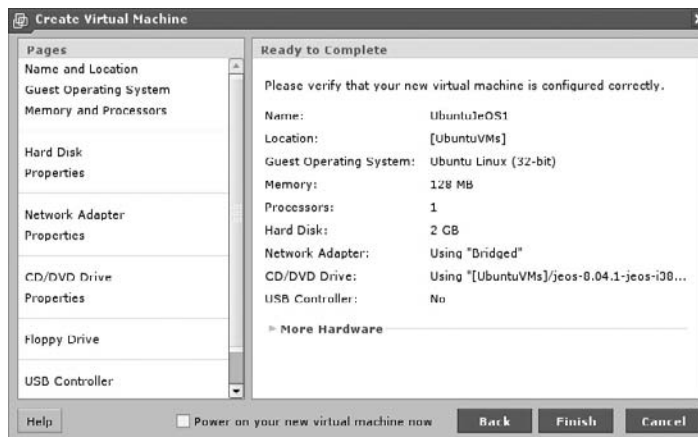 Create Virtual Machine
Pages
Name and Location
Guest Operating System
Memory and Processors
Hard Disk
Properties
Network Adapter
Properties
CD/DVD Drive
Properties
Floppy Drive
USB Controller
Ready to Complete
Please verify that your new virtual machine is configured correctly.
Name: UbuntuJeOS1
Location: [UbuntuVMs]
Guest Operating System: Ubuntu Linux (32-bit)
Memory: 128 MB
Processors: 1
Hard Disk: 2 GB
Network Adapter: Using "Bridged"
CD/DVD Drive: Using "[UbuntuVMs]/jeos-8.04.1-jeos-i38...
USB Controller: No
More Hardware
Help
Power on your new virtual machine now
Back
Finish
Cancel